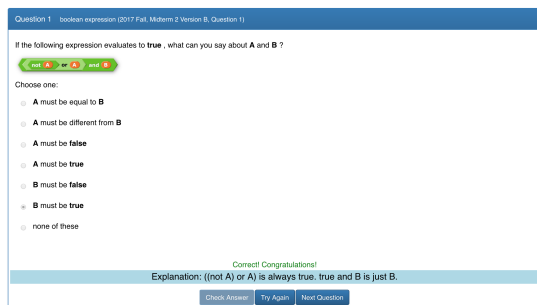 Question 1 boolean expression (2017 Fall, Midterm 2 Version B, Question 1)
If the following expression evaluates to true , what can you say about A and B ?
not A or A and B
Choose one:
A must be equal to B
A must be different from B
A must be false
A must be true
B must be false
B must be true
none of these
Correct! Congratulations!
Explanation: ((not A) or A) is always true. true and B is just B.
Check Answer Try Again Next Question